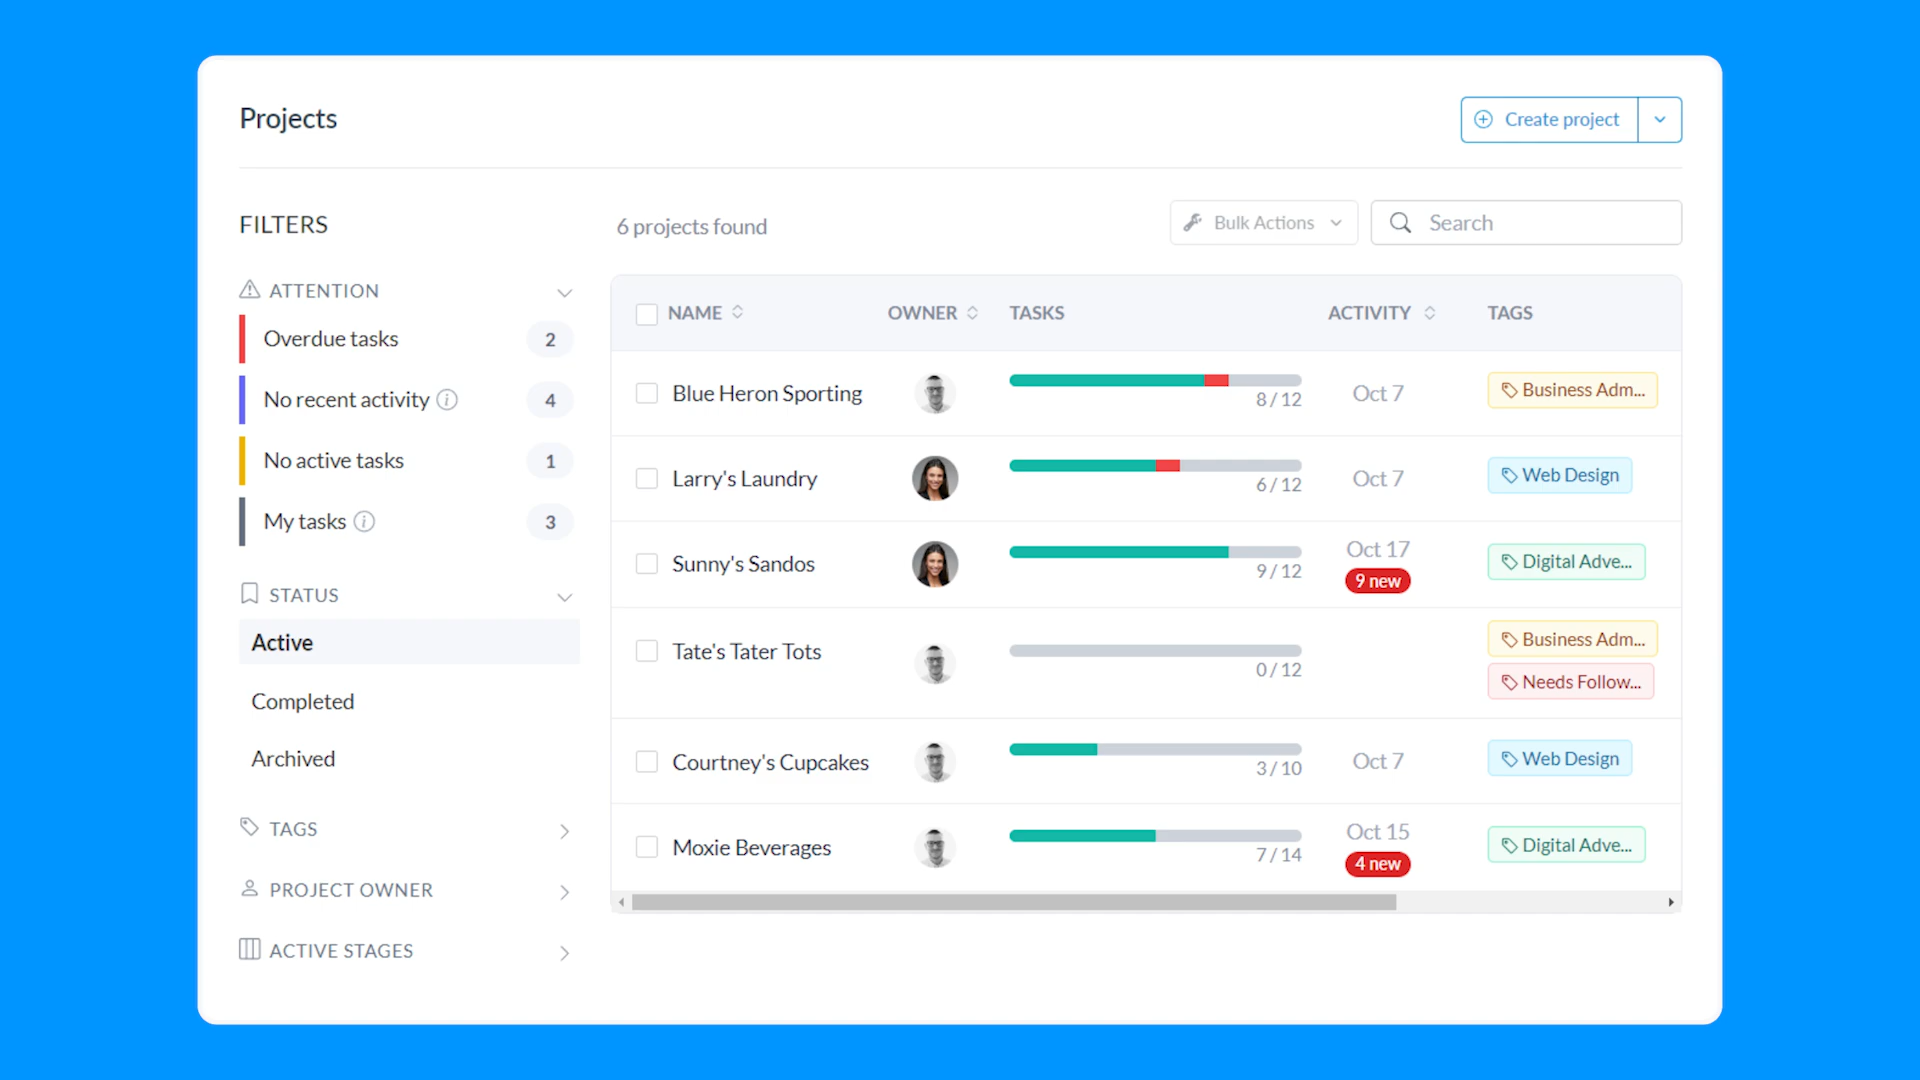 Projects
Create project
FILTERS
6 projects found
Bulk Actions
Search
ATTENTION
Overdue tasks 2
No recent activity 4
No active tasks 1
My tasks 3
STATUS
Active
Completed
Archived
TAGS
PROJECT OWNER
ACTIVE STAGES
NAME OWNER TASKS ACTIVITY TAGS
Blue Heron Sporting 8 / 12 Oct 7 Business Adm...
Larry's Laundry 6 / 12 Oct 7 Web Design
Sunny's Sandos 9 / 12 Oct 17 Digital Adve...
9 new
Tate's Tater Tots 0 / 12 Business Adm...
Needs Follow...
Courtney's Cupcakes 3 / 10 Oct 7 Web Design
Moxie Beverages 7 / 14 Oct 15 Digital Adve...
4 new